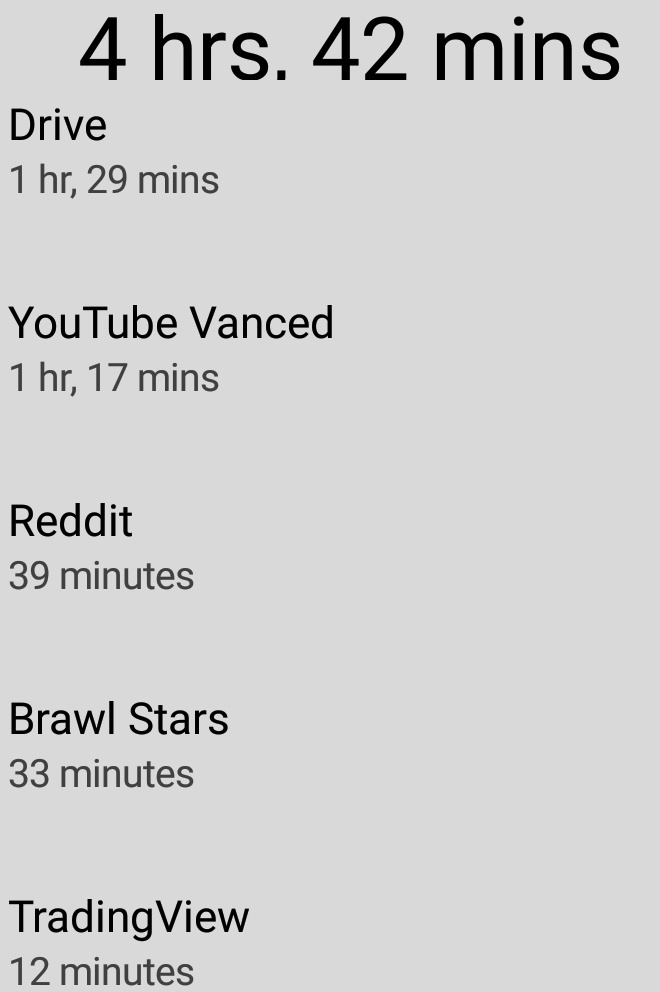 4 hrs. 42 mins
Drive
1 hr, 29 mins
YouTube Vanced
1 hr, 17 mins
Reddit
39 minutes
Brawl Stars
33 minutes
TradingView
12 minutes